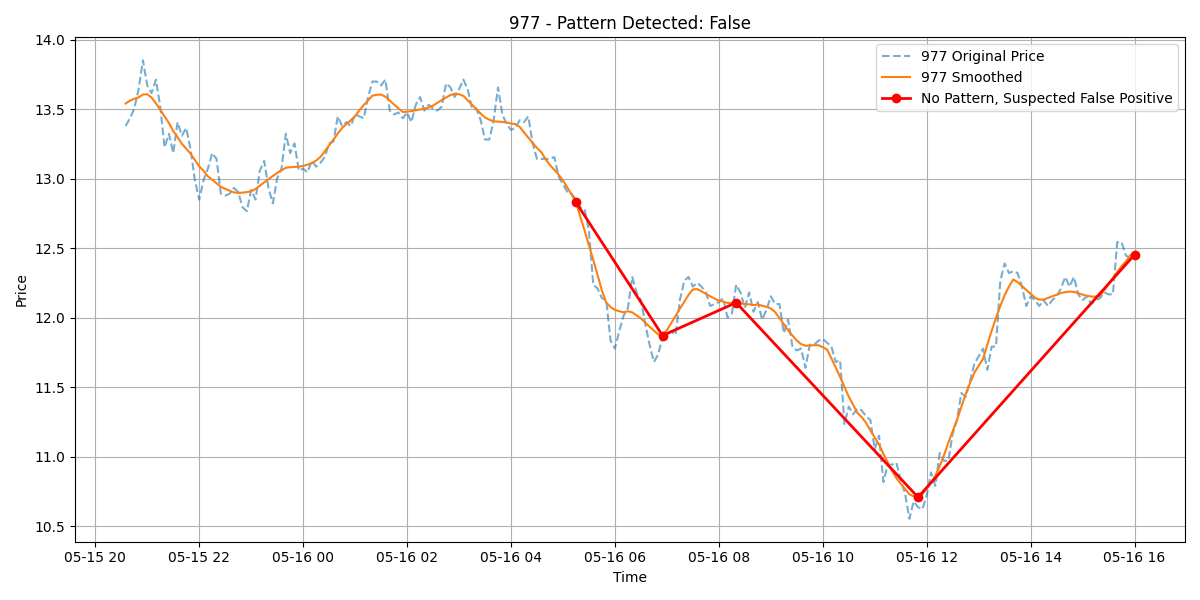 977 - Pattern Detected: False
977 Original Price
977 Smoothed
No Pattern, Suspected False Positive
Price
14.0
13.5
13.0
12.5
12.0
11.5
11.0
10.5
05-15 20 05-15 22 05-16 00 05-16 02 05-16 04 05-16 06 05-16 08 05-16 10 05-16 12 05-16 14 05-16 16
Time